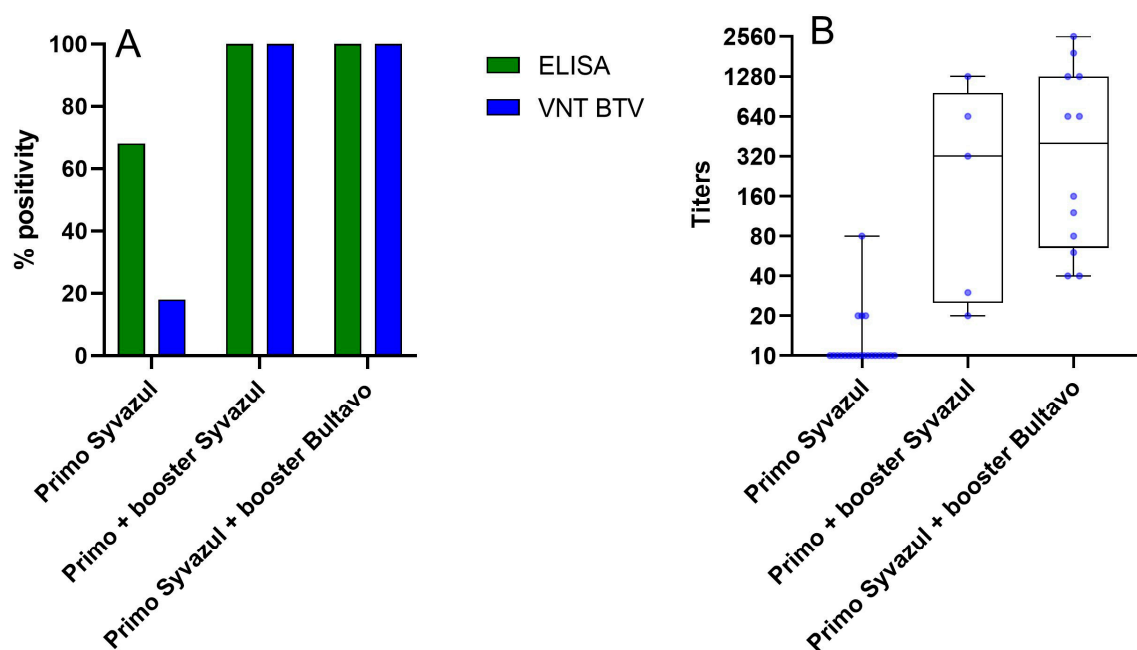 A
100
80
60
40
20
0
% positivity
Primo Syvazul
Primo + booster Syvazul
Primo Syvazul + booster Bultavo
ELISA
VNT BTV
B
2560
1280
640
320
160
80
40
20
10
Titers
Primo Syvazul
Primo + booster Syvazul
Primo Syvazul + booster Bultavo